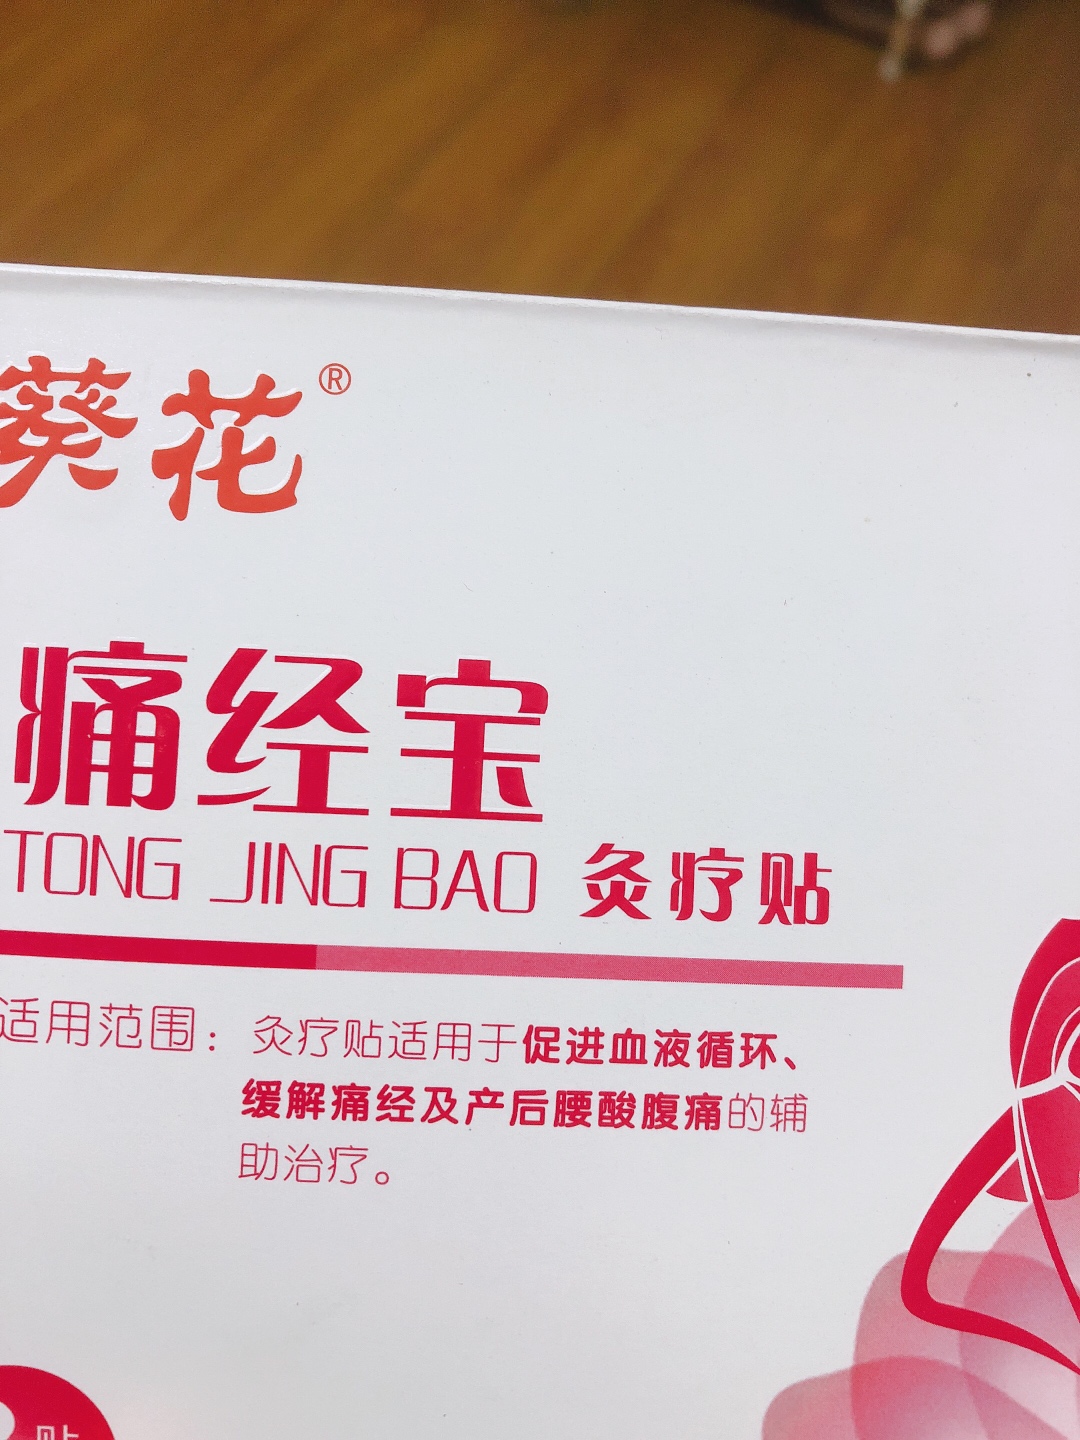 葵花®
痛经宝
TONG JING BAO 灸疗贴
适用范围：灸疗贴适用于促进血液循环、
缓解痛经及产后腰酸腹痛的辅
助治疗。
贴